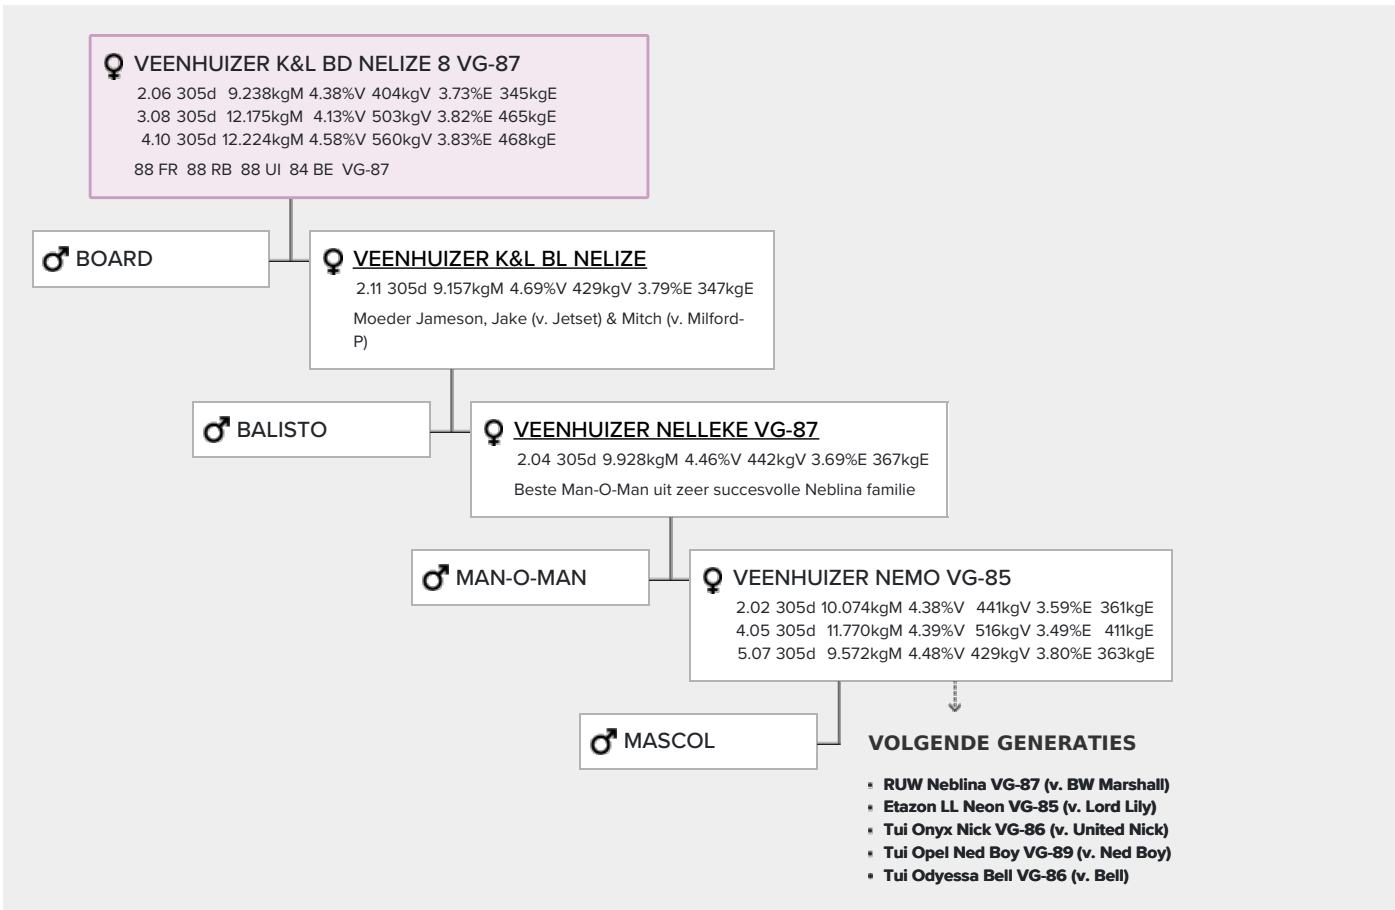 VEENHUIZER K&L BD NELIZE 8 VG-87
2.06 305d 9.238kgM 4.38%V 404kgV 3.73%E 345kgE
3.08 305d 12.175kgM 4.13%V 503kgV 3.82%E 465kgE
4.10 305d 12.224kgM 4.58%V 560kgV 3.83%E 468kgE
88 FR 88 RB 88 UI 84 BE VG-87
BOARD
VEENHUIZER K&L BL NELIZE
2.11 305d 9.157kgM 4.69%V 429kgV 3.79%E 347kgE
Moeder Jameson, Jake (v. Jetset) & Mitch (v. Milford-
P)
BALISTO
VEENHUIZER NELLEKE VG-87
2.04 305d 9.928kgM 4.46%V 442kgV 3.69%E 367kgE
Beste Man-O-Man uit zeer succesvolle Neblina familie
MAN-O-MAN
VEENHUIZER NEMO VG-85
2.02 305d 10.074kgM 4.38%V 441kgV 3.59%E 361kgE
4.05 305d 11.770kgM 4.39%V 516kgV 3.49%E 411kgE
5.07 305d 9.572kgM 4.48%V 429kgV 3.80%E 363kgE
MASCOL
VOLGENDE GENERATIES
RUW Neblina VG-87 (v. BW Marshall)
Etazon LL Neon VG-85 (v. Lord Lily)
Tui Onyx Nick VG-86 (v. United Nick)
Tui Opel Ned Boy VG-89 (v. Ned Boy)
Tui Odyessa Bell VG-86 (v. Bell)